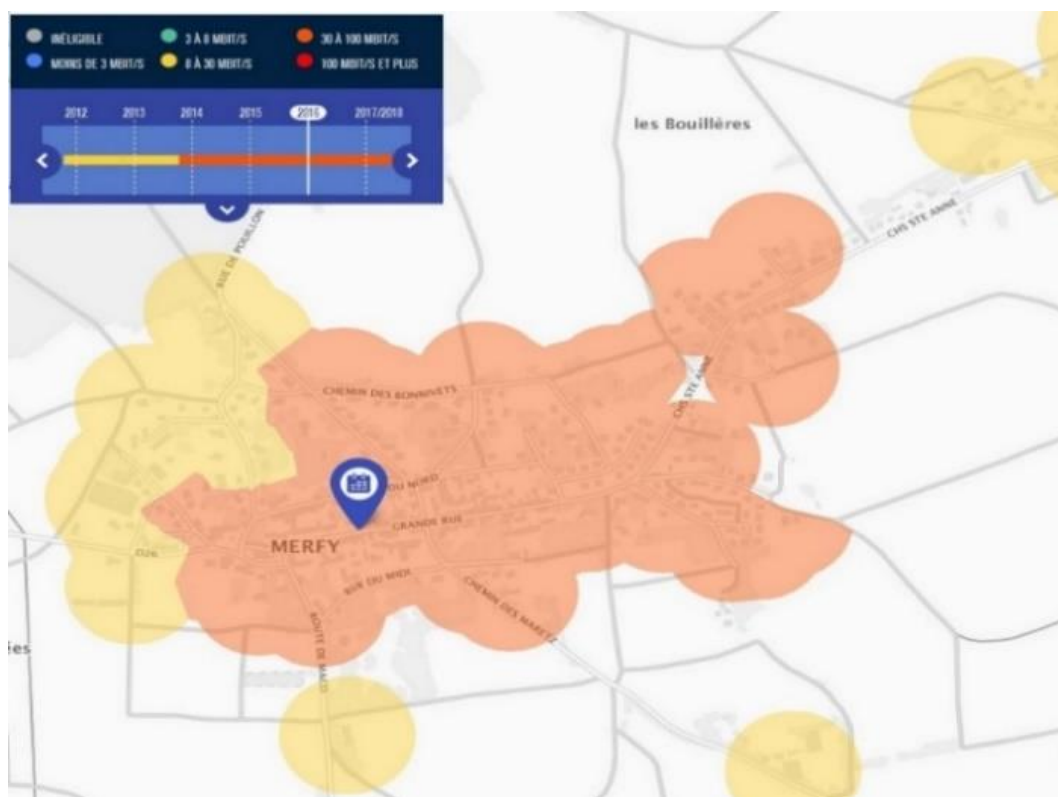 INÉLIGIBLE
3 À 8 MBIT/S
30 À 100 MBIT/S
MOINS DE 3 MBIT/S
8 À 30 MBIT/S
100 MBIT/S ET PLUS
2012
2013
2014
2015
2016
2017/2018
les Bouillères
CHS STE ANNE
RUE DE POUILLON
CHEMIN DES BONNIVETS
CHS STE ANNE
DU NORD
GRANDE RUE
MERFY
D26
RUE DU MIDI
CHEMIN DES MARETZ
ROUTE DE MACO
ies